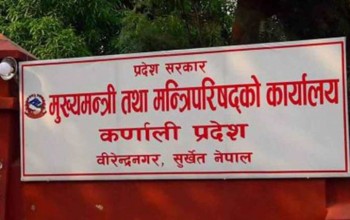 प्रदेश सरकार
मुख्यमन्त्री तथा मन्त्रिपरिषद्को कार्यालय
कर्णाली प्रदेश
वीरेन्द्रनगर, सुर्खेत नेपाल